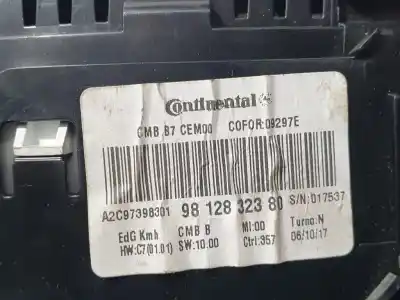 Continental
CMB B7 CEM00 COFOR:09297E
A2C97398301 98 128 323 80 S/N:017537
EdG Kmh CMB B MI:00 Turno:N
HW:C7(01.01) SW:10.00 Ctrl:357 06/10/17